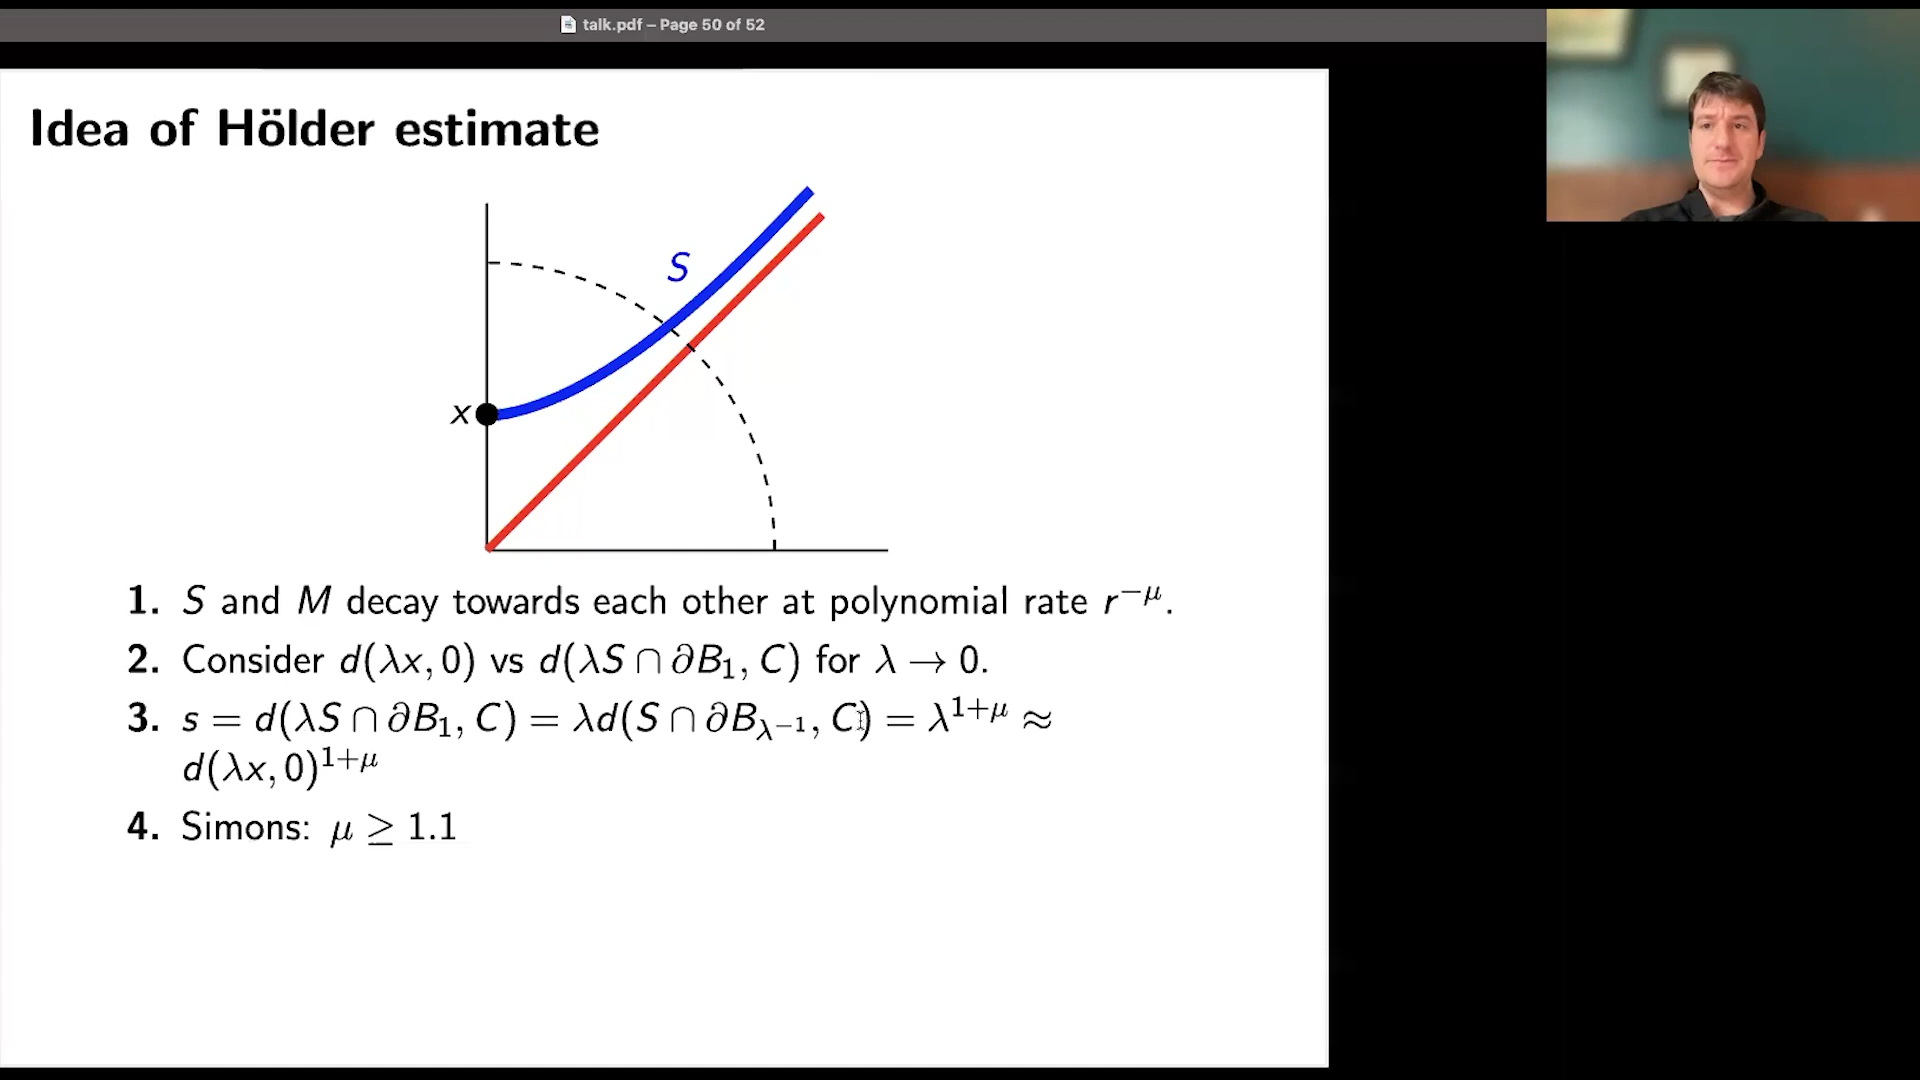 talk.pdf – Page 50 of 52
Idea of Hölder estimate
S
x
1. S and M decay towards each other at polynomial rate r^{−μ}.
2. Consider d(λx, 0) vs d(λS ∩ ∂B₁, C) for λ → 0.
3. s = d(λS ∩ ∂B₁, C) = λd(S ∩ ∂B_{λ−1}, C) = λ^{1+μ} ≈
d(λx, 0)^{1+μ}
4. Simons: μ ≥ 1.1